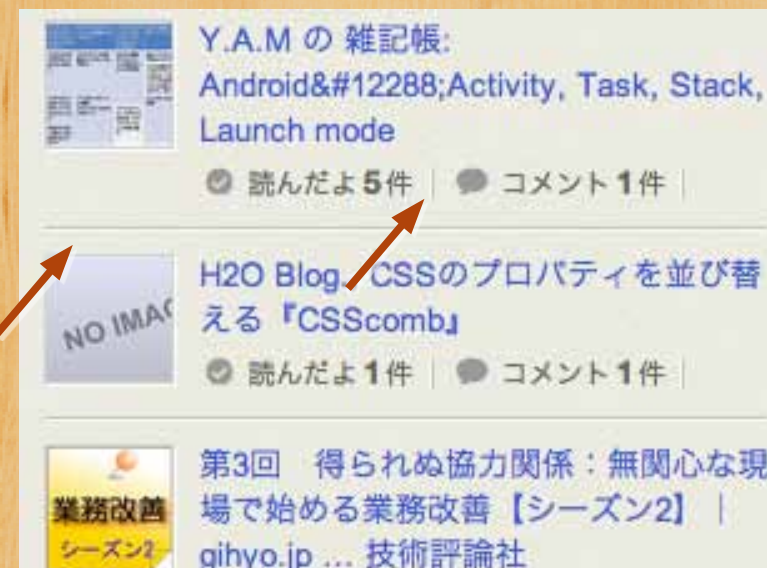 Y.A.M の 雑記帳:
Android&#12288;Activity, Task, Stack,
Launch mode
読んだよ5件 | コメント1件 |
NO IMAG
H2O Blog. CSSのプロパティを並び替
える『CSScomb』
読んだよ1件 | コメント1件 |
業務改善
シーズン2
第3回　得られぬ協力関係：無関心な現
場で始める業務改善【シーズン2】｜
gihyo.jp ... 技術評論社